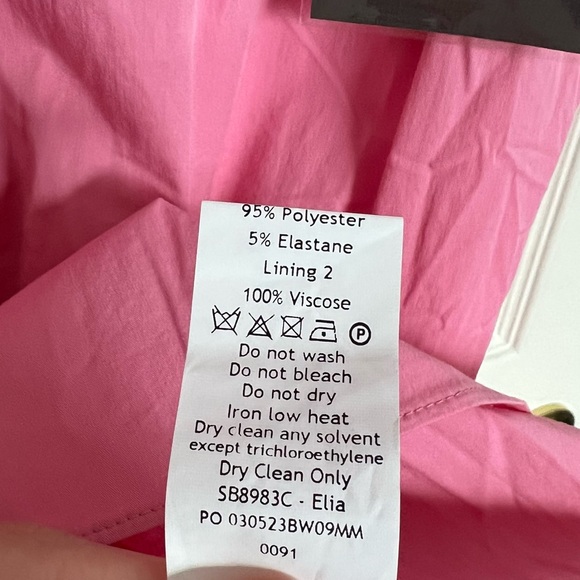 95% Polyester
5% Elastane
Lining 2
100% Viscose
P
Do not wash
Do not bleach
Do not dry
Iron low heat
Dry clean any solvent
except trichloroethylene
Dry Clean Only
SB8983C - Elia
PO 030523BW09MM
0091